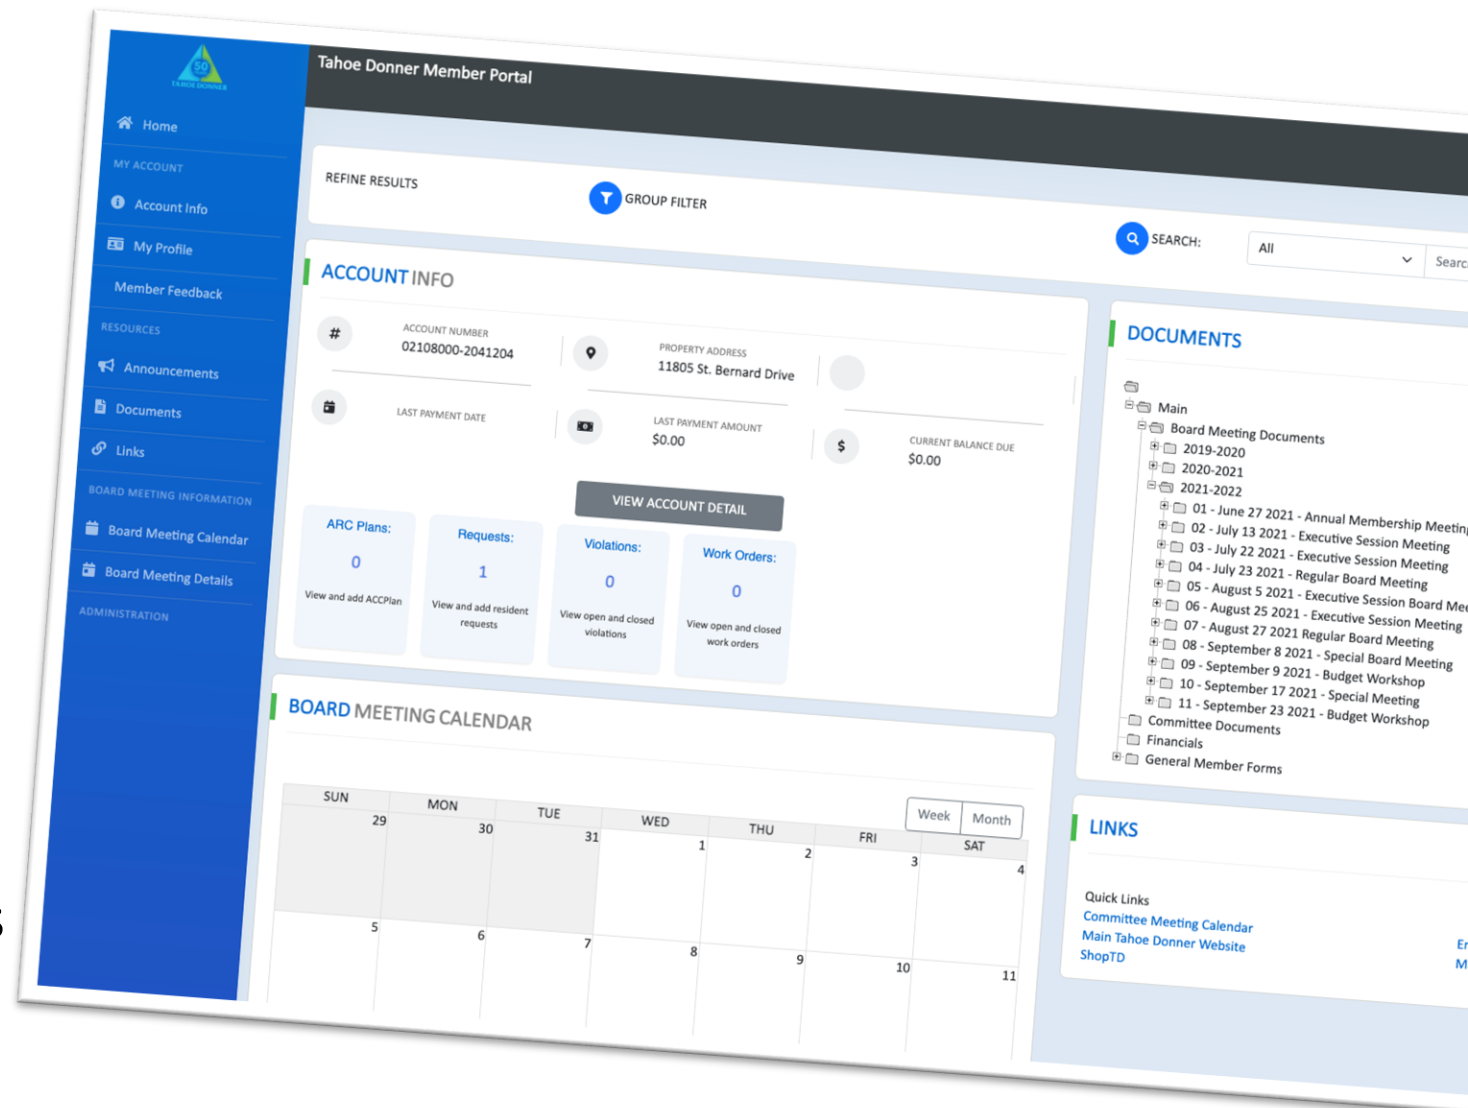 50
TAHOE DONNER
Tahoe Donner Member Portal
Home
MY ACCOUNT
Account Info
My Profile
Member Feedback
RESOURCES
Announcements
Documents
Links
BOARD MEETING INFORMATION
Board Meeting Calendar
Board Meeting Details
ADMINISTRATION
REFINE RESULTS
GROUP FILTER
SEARCH:
All
Searc
ACCOUNT INFO
#
ACCOUNT NUMBER
02108000-2041204
PROPERTY ADDRESS
11805 St. Bernard Drive
LAST PAYMENT DATE
LAST PAYMENT AMOUNT
$0.00
$
CURRENT BALANCE DUE
$0.00
VIEW ACCOUNT DETAIL
ARC Plans:
0
View and add ACCPlan
Requests:
1
View and add resident
requests
Violations:
0
View open and closed
violations
Work Orders:
0
View open and closed
work orders
BOARD MEETING CALENDAR
Week Month
SUN MON TUE WED THU FRI SAT
29 30 31 1 2 3 4
5 6 7 8 9 10 11
DOCUMENTS
Main
Board Meeting Documents
2019-2020
2020-2021
2021-2022
01 - June 27 2021 - Annual Membership Meeting
02 - July 13 2021 - Executive Session Meeting
03 - July 22 2021 - Executive Session Meeting
04 - July 23 2021 - Regular Board Meeting
05 - August 5 2021 - Executive Session Board Mee
06 - August 25 2021 - Executive Session Meeting
07 - August 27 2021 Regular Board Meeting
08 - September 8 2021 - Special Board Meeting
09 - September 9 2021 - Budget Workshop
10 - September 17 2021 - Special Meeting
11 - September 23 2021 - Budget Workshop
Committee Documents
Financials
General Member Forms
LINKS
Quick Links
Committee Meeting Calendar
Main Tahoe Donner Website
ShopTD
Er
M